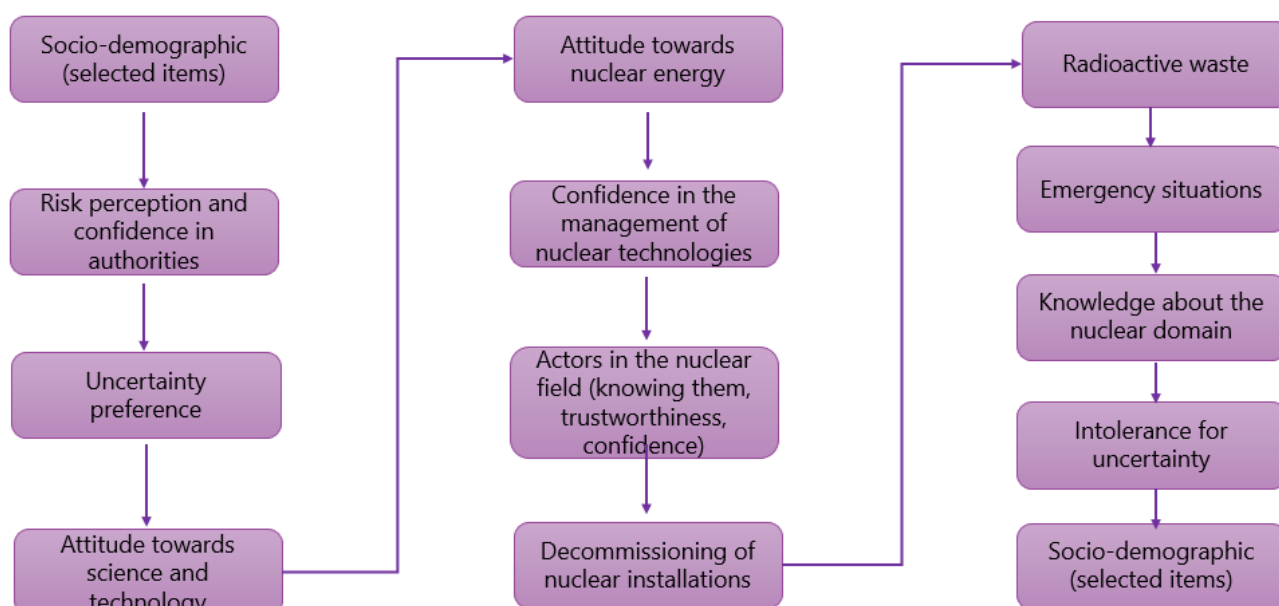 Socio-demographic
(selected items)
Risk perception and
confidence in
authorities
Uncertainty
preference
Attitude towards
science and
technology
Attitude towards
nuclear energy
Confidence in the
management of
nuclear technologies
Actors in the nuclear
field (knowing them,
trustworthiness,
confidence)
Decommissioning of
nuclear installations
Radioactive waste
Emergency situations
Knowledge about the
nuclear domain
Intolerance for
uncertainty
Socio-demographic
(selected items)